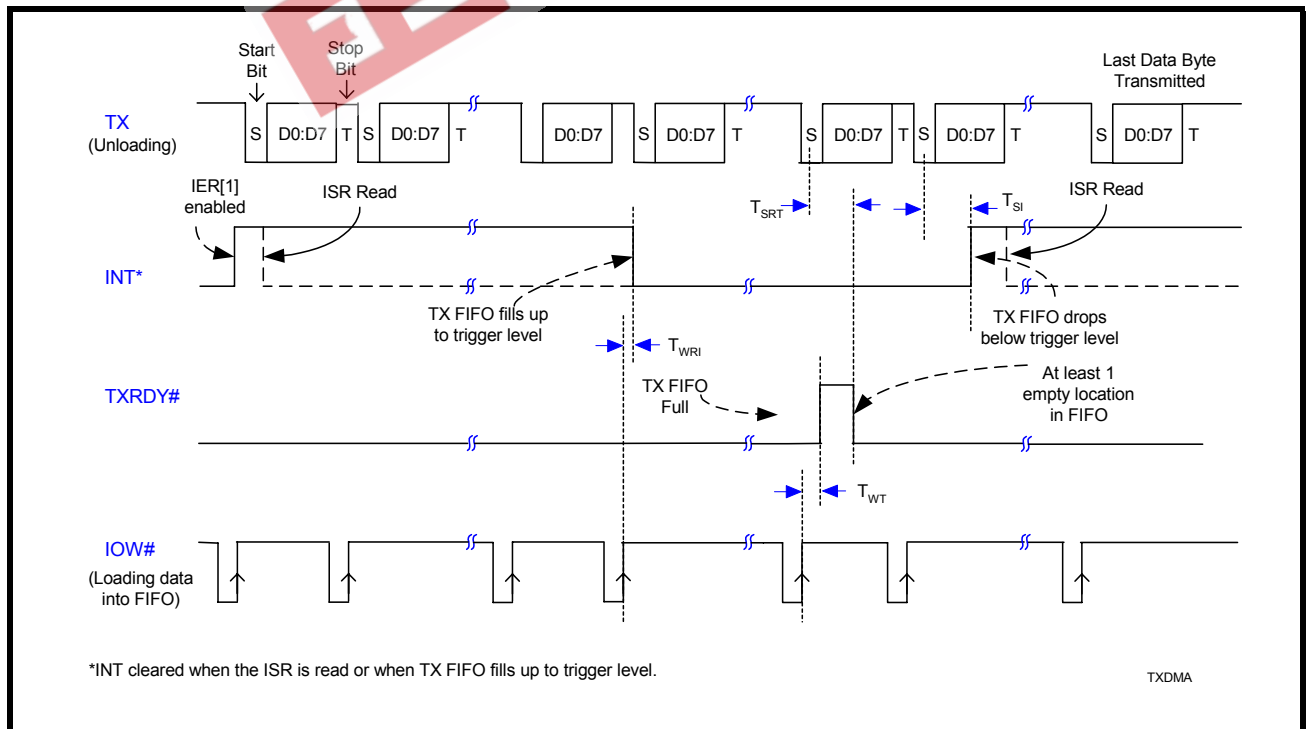 Start
Bit
Stop
Bit
Last Data Byte
Transmitted
TX
(Unloading)
S D0:D7 T S D0:D7 T D0:D7 S D0:D7 T S D0:D7 T S D0:D7 T S D0:D7 T
IER[1]
enabled
ISR Read
TSRT
TSI
ISR Read
INT*
TX FIFO fills up
to trigger level
TX FIFO drops
below trigger level
TWRI
TXRDY#
TX FIFO
Full
At least 1
empty location
in FIFO
TWT
IOW#
(Loading data
into FIFO)
*INT cleared when the ISR is read or when TX FIFO fills up to trigger level.
TXDMA